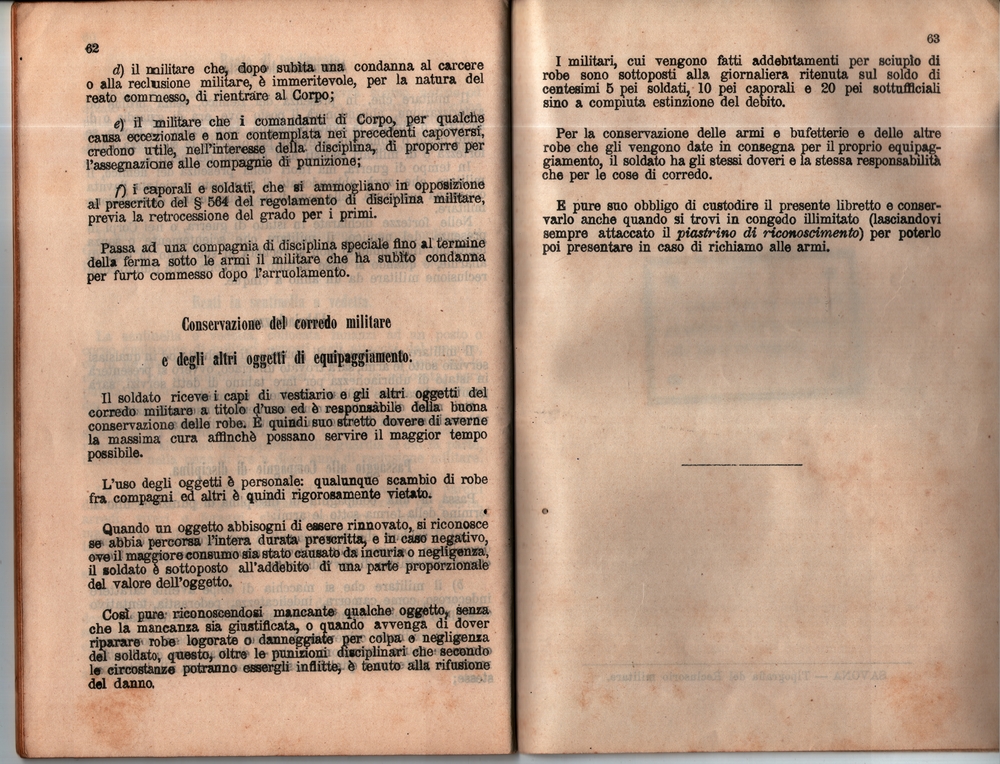 62
d) il militare che, dopo subìta una condanna al carcere
o alla reclusione militare, è immeritevole, per la natura del
reato commesso, di rientrare al Corpo;
e) il militare che i comandanti di Corpo, per qualche
causa eccezionale e non contemplata nei precedenti capoversi,
credono utile, nell'interesse della disciplina, di proporre per
l'assegnazione alle compagnie di punizione;
f) i caporali e soldati, che si ammogliano in opposizione
al prescritto del § 564 del regolamento di disciplina militare,
previa la retrocessione del grado per i primi.
Passa ad una compagnia di disciplina speciale fino al termine
della ferma sotto le armi il militare che ha subìto condanna
per furto commesso dopo l'arruolamento.
Conservazione del corredo militare
e degli altri oggetti di equipaggiamento.
Il soldato riceve i capi di vestiario e gli altri oggetti del
corredo militare a titolo d'uso ed è responsabile della buona
conservazione delle robe. È quindi suo stretto dovere di averne
la massima cura affinchè possano servire il maggior tempo
possibile.
L'uso degli oggetti è personale: qualunque scambio di robe
fra compagni ed altri è quindi rigorosamente vietato.
Quando un oggetto abbisogni di essere rinnovato, si riconosce
se abbia percorsa l'intera durata prescritta, e in caso negativo,
ove il maggiore consumo sia stato causato da incuria o negligenza,
il soldato è sottoposto all'addebito di una parte proporzionale
del valore dell'oggetto.
Così pure riconoscendosi mancante qualche oggetto, senza
che la mancanza sia giustificata, o quando avvenga di dover
riparare robe logorate o danneggiate per colpa e negligenza
del soldato, questo, oltre le punizioni disciplinari che secondo
le circostanze potranno essergli inflitte, è tenuto alla rifusione
del danno.
63
I militari, cui vengono fatti addebitamenti per sciupìo di
robe sono sottoposti alla giornaliera ritenuta sul soldo di
centesimi 5 pei soldati, 10 pei caporali e 20 pei sottufficiali
sino a compiuta estinzione del debito.
Per la conservazione delle armi e bufetterie e delle altre
robe che gli vengono date in consegna per il proprio equipag-
giamento, il soldato ha gli stessi doveri e la stessa responsabilità
che per le cose di corredo.
E pure suo obbligo di custodire il presente libretto e conser-
varlo anche quando si trovi in congedo illimitato (lasciandovi
sempre attaccato il piastrino di riconoscimento) per poterlo
poi presentare in caso di richiamo alle armi.